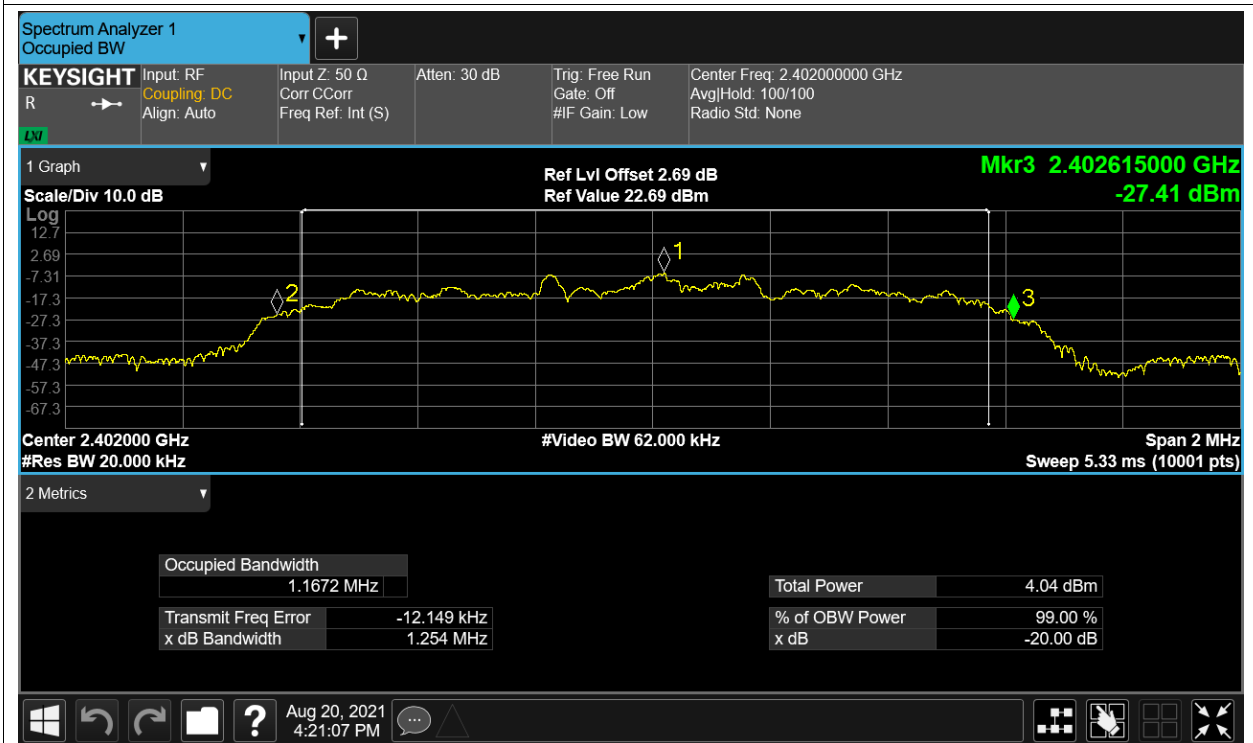 Spectrum Analyzer 1
Occupied BW
KEYSIGHT
R
LXI
Input: RF
Coupling: DC
Align: Auto
Input Z: 50 Ω
Corr CCorr
Freq Ref: Int (S)
Atten: 30 dB
Trig: Free Run
Gate: Off
#IF Gain: Low
Center Freq: 2.402000000 GHz
Avg|Hold: 100/100
Radio Std: None
1 Graph
Scale/Div 10.0 dB
Ref Lvl Offset 2.69 dB
Ref Value 22.69 dBm
Mkr3 2.402615000 GHz
-27.41 dBm
Log
12.7
2.69
-7.31
-17.3
-27.3
-37.3
-47.3
-57.3
-67.3
1
2
3
Center 2.402000 GHz
#Res BW 20.000 kHz
#Video BW 62.000 kHz
Span 2 MHz
Sweep 5.33 ms (10001 pts)
2 Metrics
Occupied Bandwidth
1.1672 MHz
Transmit Freq Error -12.149 kHz
x dB Bandwidth 1.254 MHz
Total Power 4.04 dBm
% of OBW Power 99.00 %
x dB -20.00 dB
?
Aug 20, 2021
4:21:07 PM